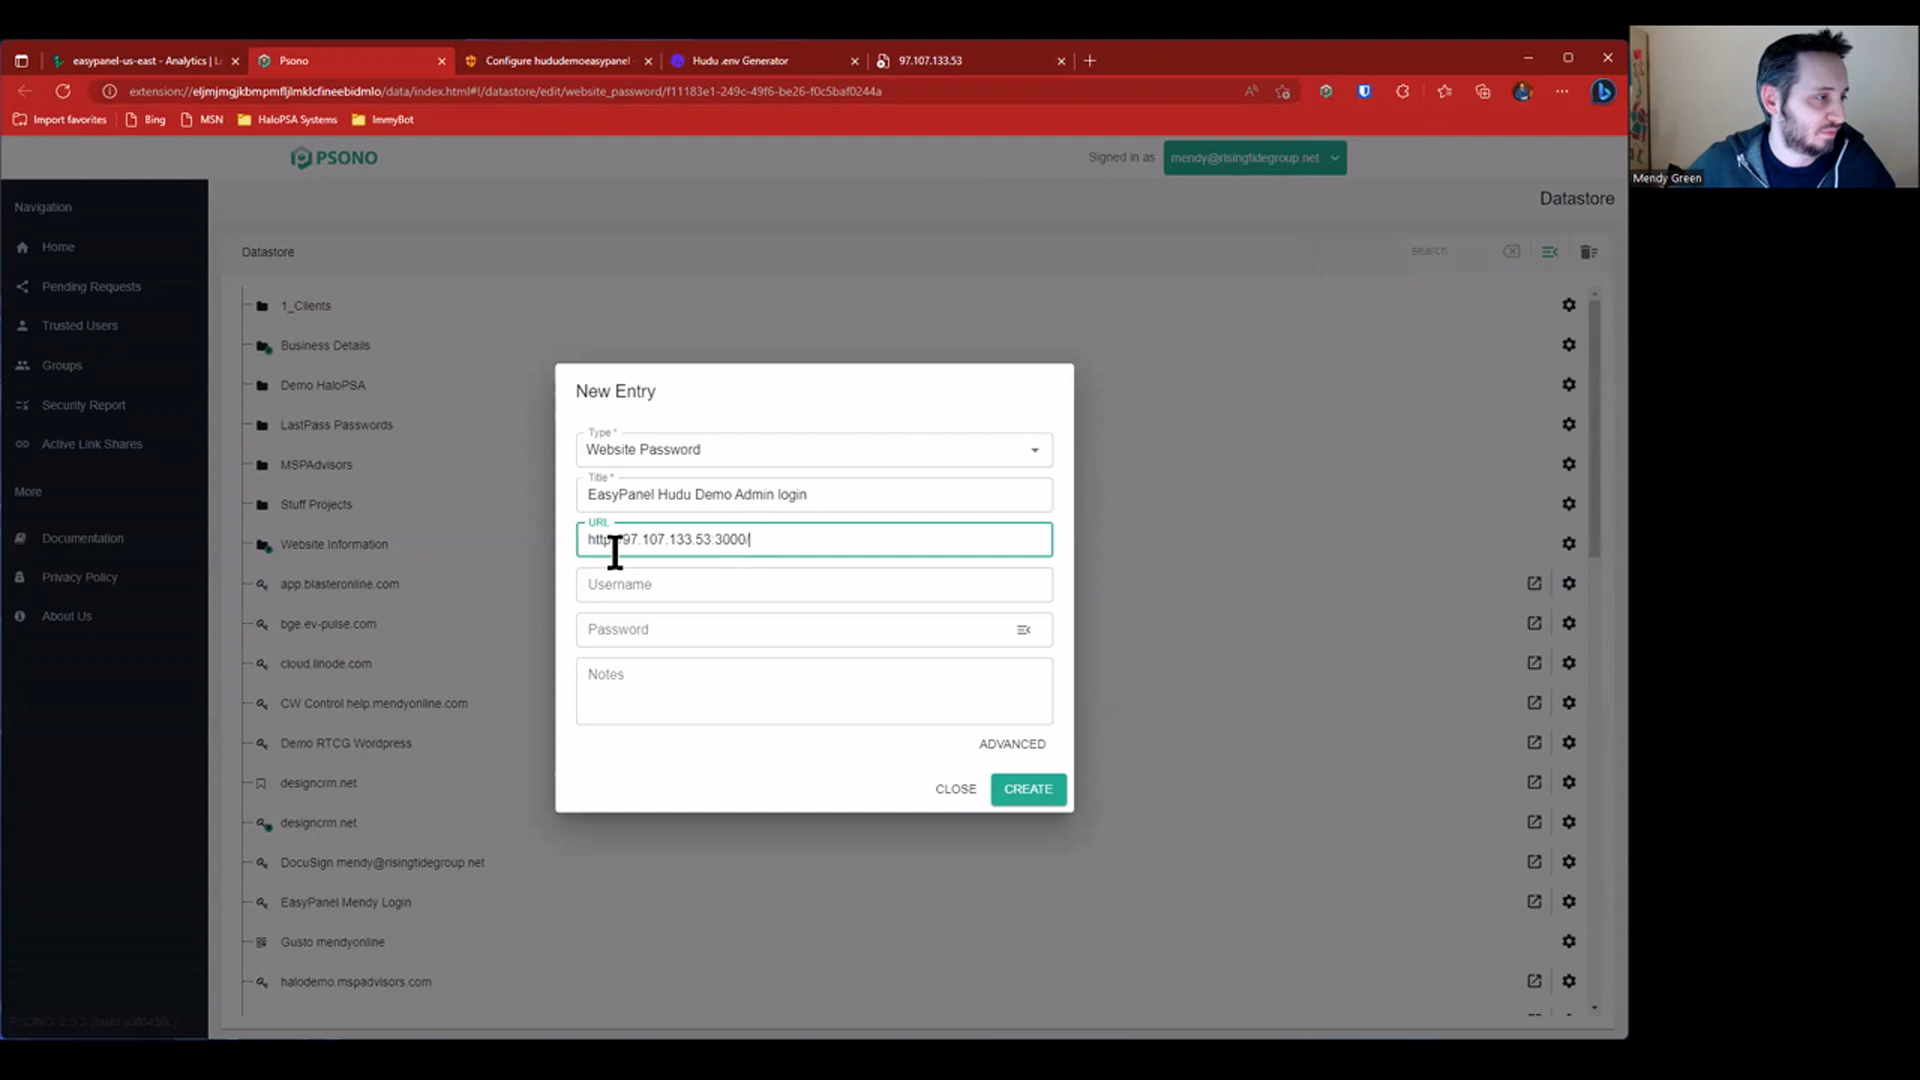 easypanel-us-east - Analytics | Li
Psono
Configure hududemoeasypanel
Hudu .env Generator
97.107.133.53
extension://eljmjmgjkbmpmfljlmklcfineebidmlo/data/index.html#!/datastore/edit/website_password/f11183e1-249c-49f6-be26-f0c5baf0244a
Import favorites
Bing
MSN
HaloPSA Systems
ImmyBot
PSONO
Signed in as
mendy@risingtidegroup.net
Mendy Green
Navigation
Datastore
Home
Datastore
search
Pending Requests
1_Clients
Trusted Users
Business Details
Groups
Demo HaloPSA
Security Report
LastPass Passwords
Active Link Shares
MSPAdvisors
More
Stuff Projects
Documentation
Website Information
Privacy Policy
app.blasteronline.com
About Us
bge.ev-pulse.com
cloud.linode.com
CW Control help.mendyonline.com
Demo RTCG Wordpress
designcrm.net
designcrm.net
DocuSign mendy@risingtidegroup.net
EasyPanel Mendy Login
Gusto mendyonline
halodemo.mspadvisors.com
New Entry
Type *
Website Password
Title *
EasyPanel Hudu Demo Admin login
URL
http 97.107.133.53:3000/
Username
Password
Notes
ADVANCED
CLOSE
CREATE